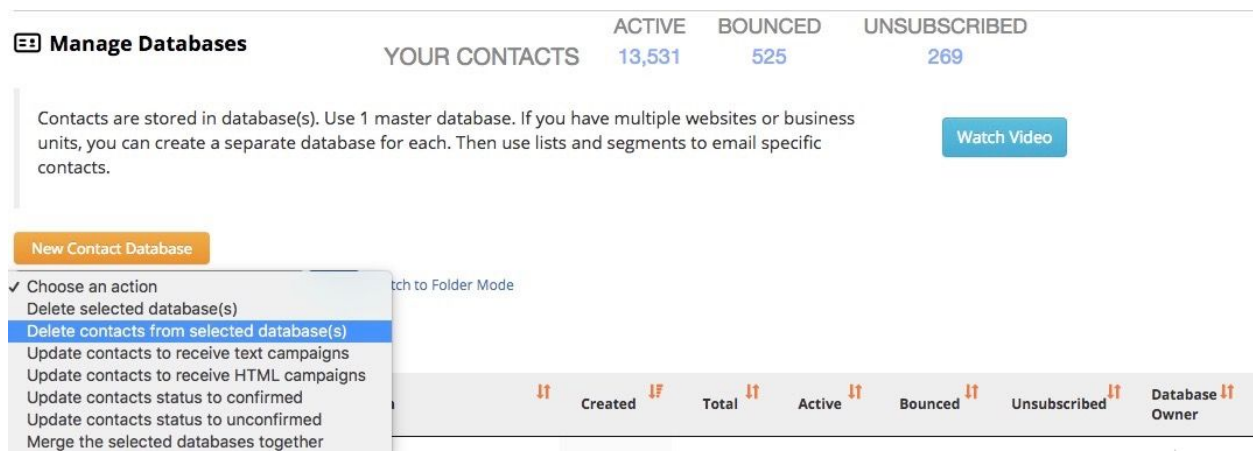 Manage Databases
ACTIVE BOUNCED UNSUBSCRIBED
YOUR CONTACTS 13,531 525 269
Contacts are stored in database(s). Use 1 master database. If you have multiple websites or business
units, you can create a separate database for each. Then use lists and segments to email specific
contacts.
Watch Video
New Contact Database
✓ Choose an action
Delete selected database(s)
Delete contacts from selected database(s)
Update contacts to receive text campaigns
Update contacts to receive HTML campaigns
Update contacts status to confirmed
Update contacts status to unconfirmed
Merge the selected databases together
tch to Folder Mode
Created Total Active Bounced Unsubscribed Database
Owner